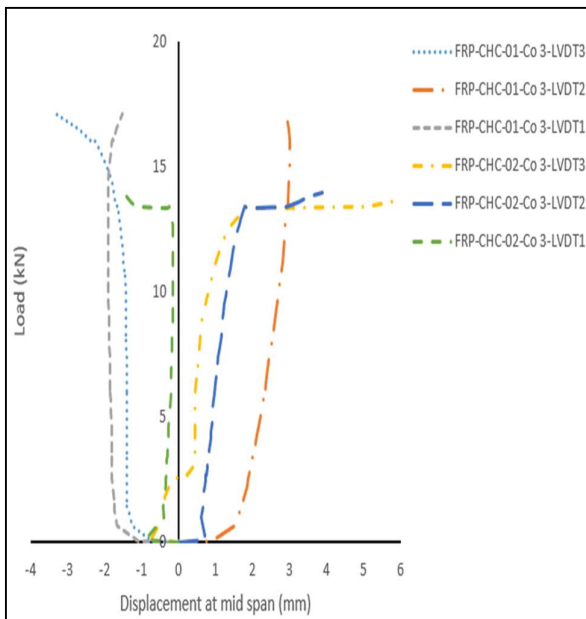 20
15
10
5
0
-4 -3 -2 -1 0 1 2 3 4 5 6
Load (kN)
Displacement at mid span (mm)
FRP-CHC-01-Co 3-LVDT3
FRP-CHC-01-Co 3-LVDT2
FRP-CHC-01-Co 3-LVDT1
FRP-CHC-02-Co 3-LVDT3
FRP-CHC-02-Co 3-LVDT2
FRP-CHC-02-Co 3-LVDT1